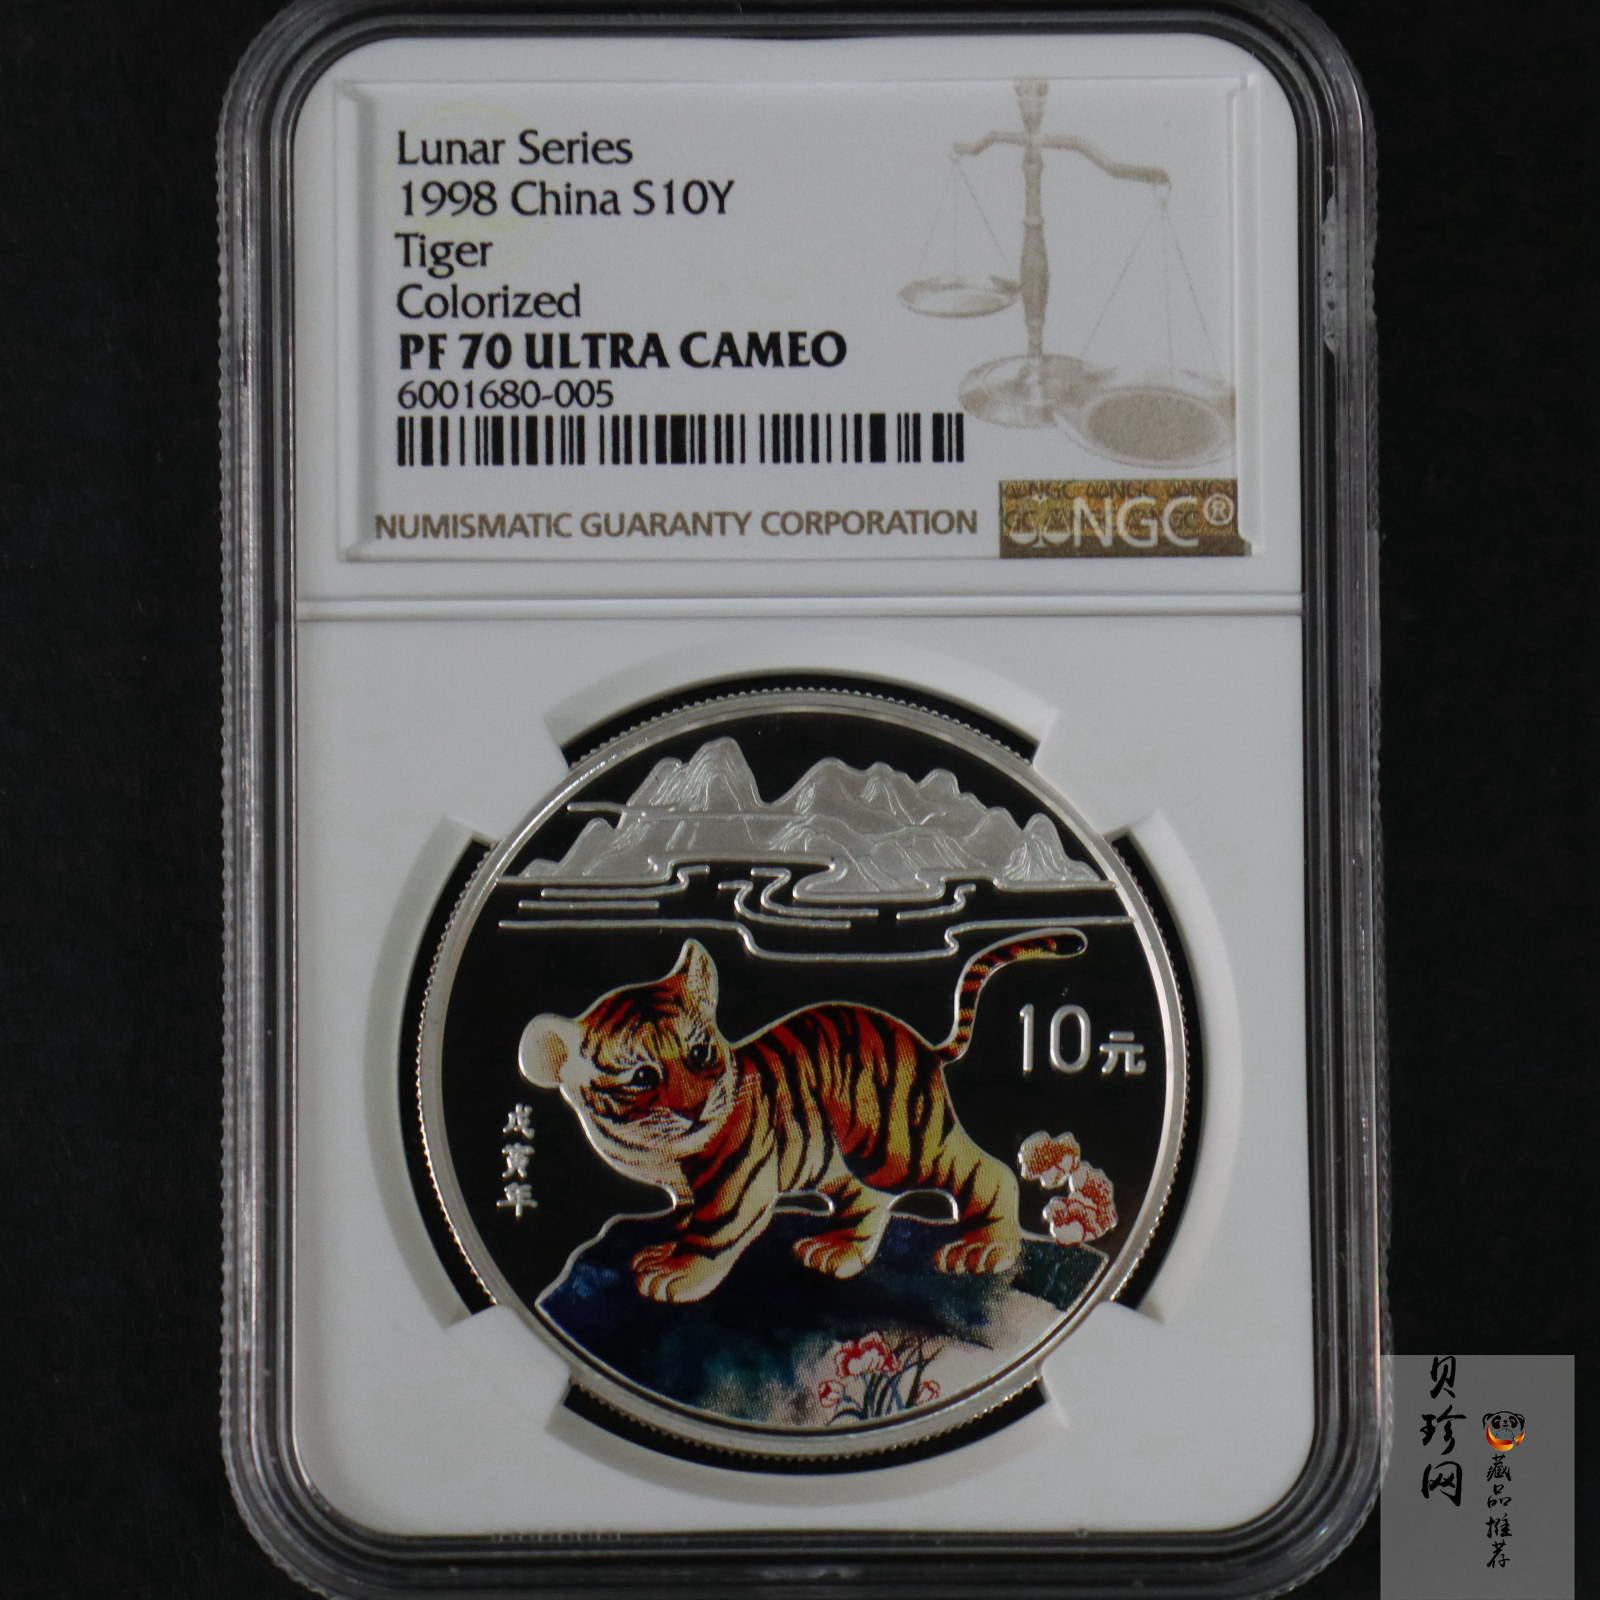 Lunar Series
1998 China S10Y
Tiger
Colorized
PF 70 ULTRA CAMEO
6001680-005
NUMISMATIC GUARANTY CORPORATION
NGC®
10元
戊寅年
贝珍网
藏品推荐